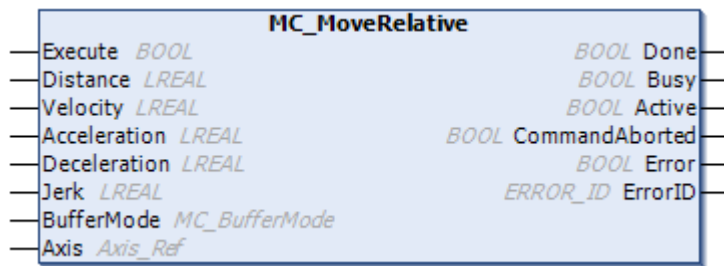 MC_MoveRelative
Execute BOOL BOOL Done
Distance LREAL BOOL Busy
Velocity LREAL BOOL Active
Acceleration LREAL BOOL CommandAborted
Deceleration LREAL BOOL Error
Jerk LREAL ERROR_ID ErrorID
BufferMode MC_BufferMode
Axis Axis_Ref